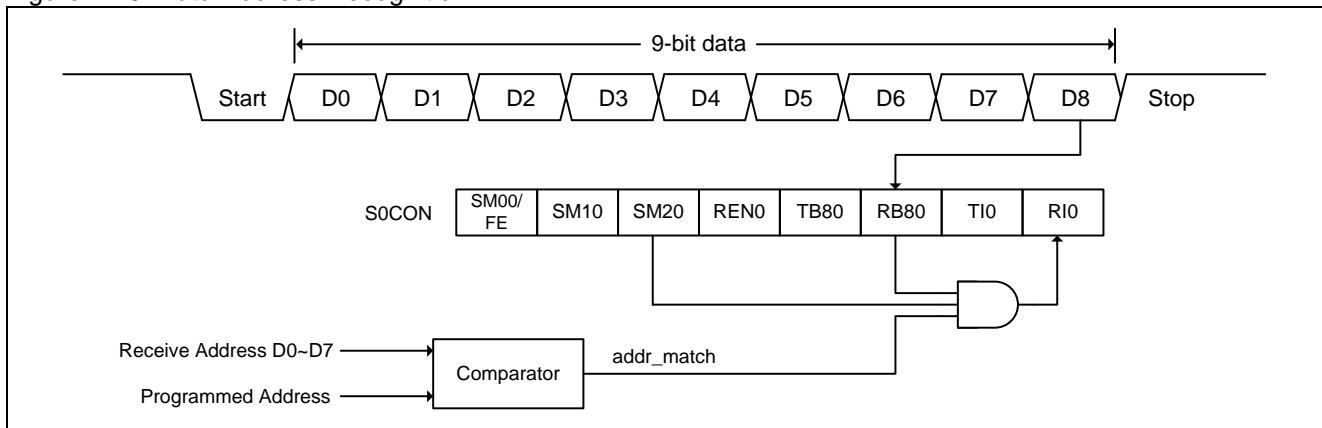 9-bit data
Start D0 D1 D2 D3 D4 D5 D6 D7 D8 Stop
S0CON SM00/ FE SM10 SM20 REN0 TB80 RB80 TI0 RI0
Receive Address D0~D7
addr_match
Comparator
Programmed Address